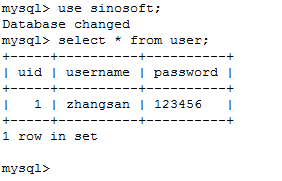 mysql> use sinosoft;
Database changed
mysql> select * from user;
+-----+----------+----------+
| uid | username | password |
+-----+----------+----------+
|   1 | zhangsan | 123456   |
+-----+----------+----------+
1 row in set

mysql>